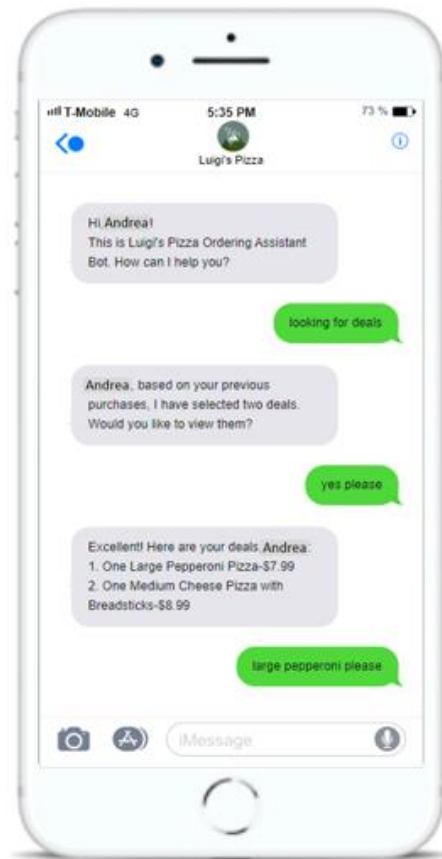 T-Mobile 4G 5:35 PM 73 %
Luigi's Pizza
Hi Andrea!
This is Luigi's Pizza Ordering Assistant
Bot. How can I help you?
looking for deals
Andrea, based on your previous
purchases, I have selected two deals.
Would you like to view them?
yes please
Excellent! Here are your deals Andrea:
1. One Large Pepperoni Pizza-$7.99
2. One Medium Cheese Pizza with
Breadsticks-$8.99
large pepperoni please
iMessage